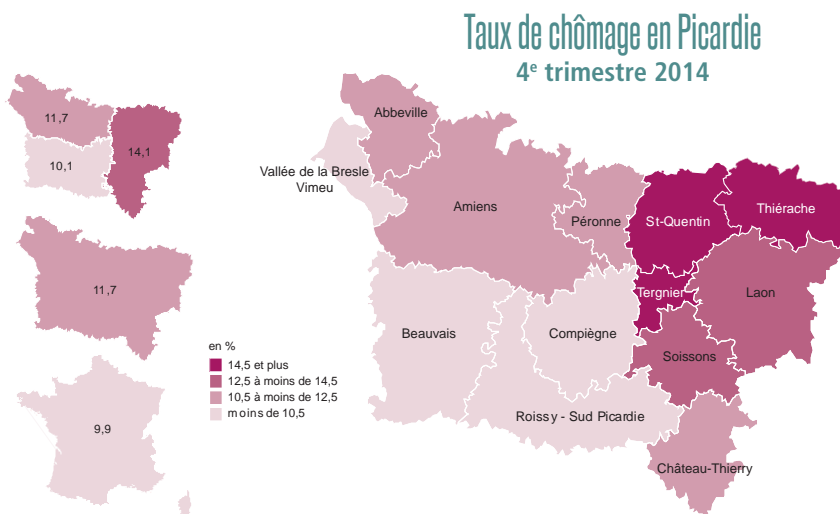 Taux de chômage en Picardie
4e trimestre 2014
11,7
10,1
14,1
11,7
9,9
en %
14,5 et plus
12,5 à moins de 14,5
10,5 à moins de 12,5
moins de 10,5
Abbeville
Vallée de la Bresle
Vimeu
Amiens
Péronne
St-Quentin
Thiérache
Tergnier
Laon
Beauvais
Compiègne
Soissons
Roissy - Sud Picardie
Château-Thierry